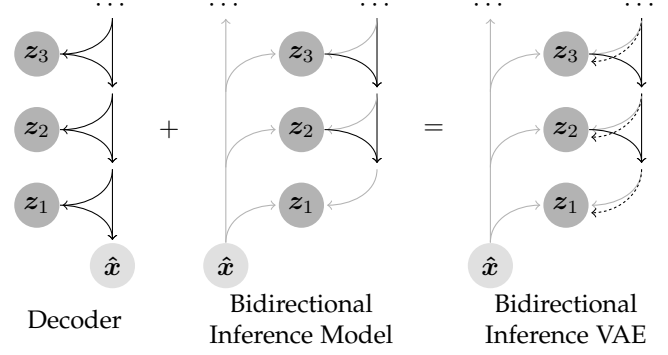 ... ... ...
z₃ z₃ z₃
z₂ + z₂ = z₂
z₁ z₁ z₁
x̂ x̂ x̂
Decoder
Bidirectional
Inference Model
Bidirectional
Inference VAE